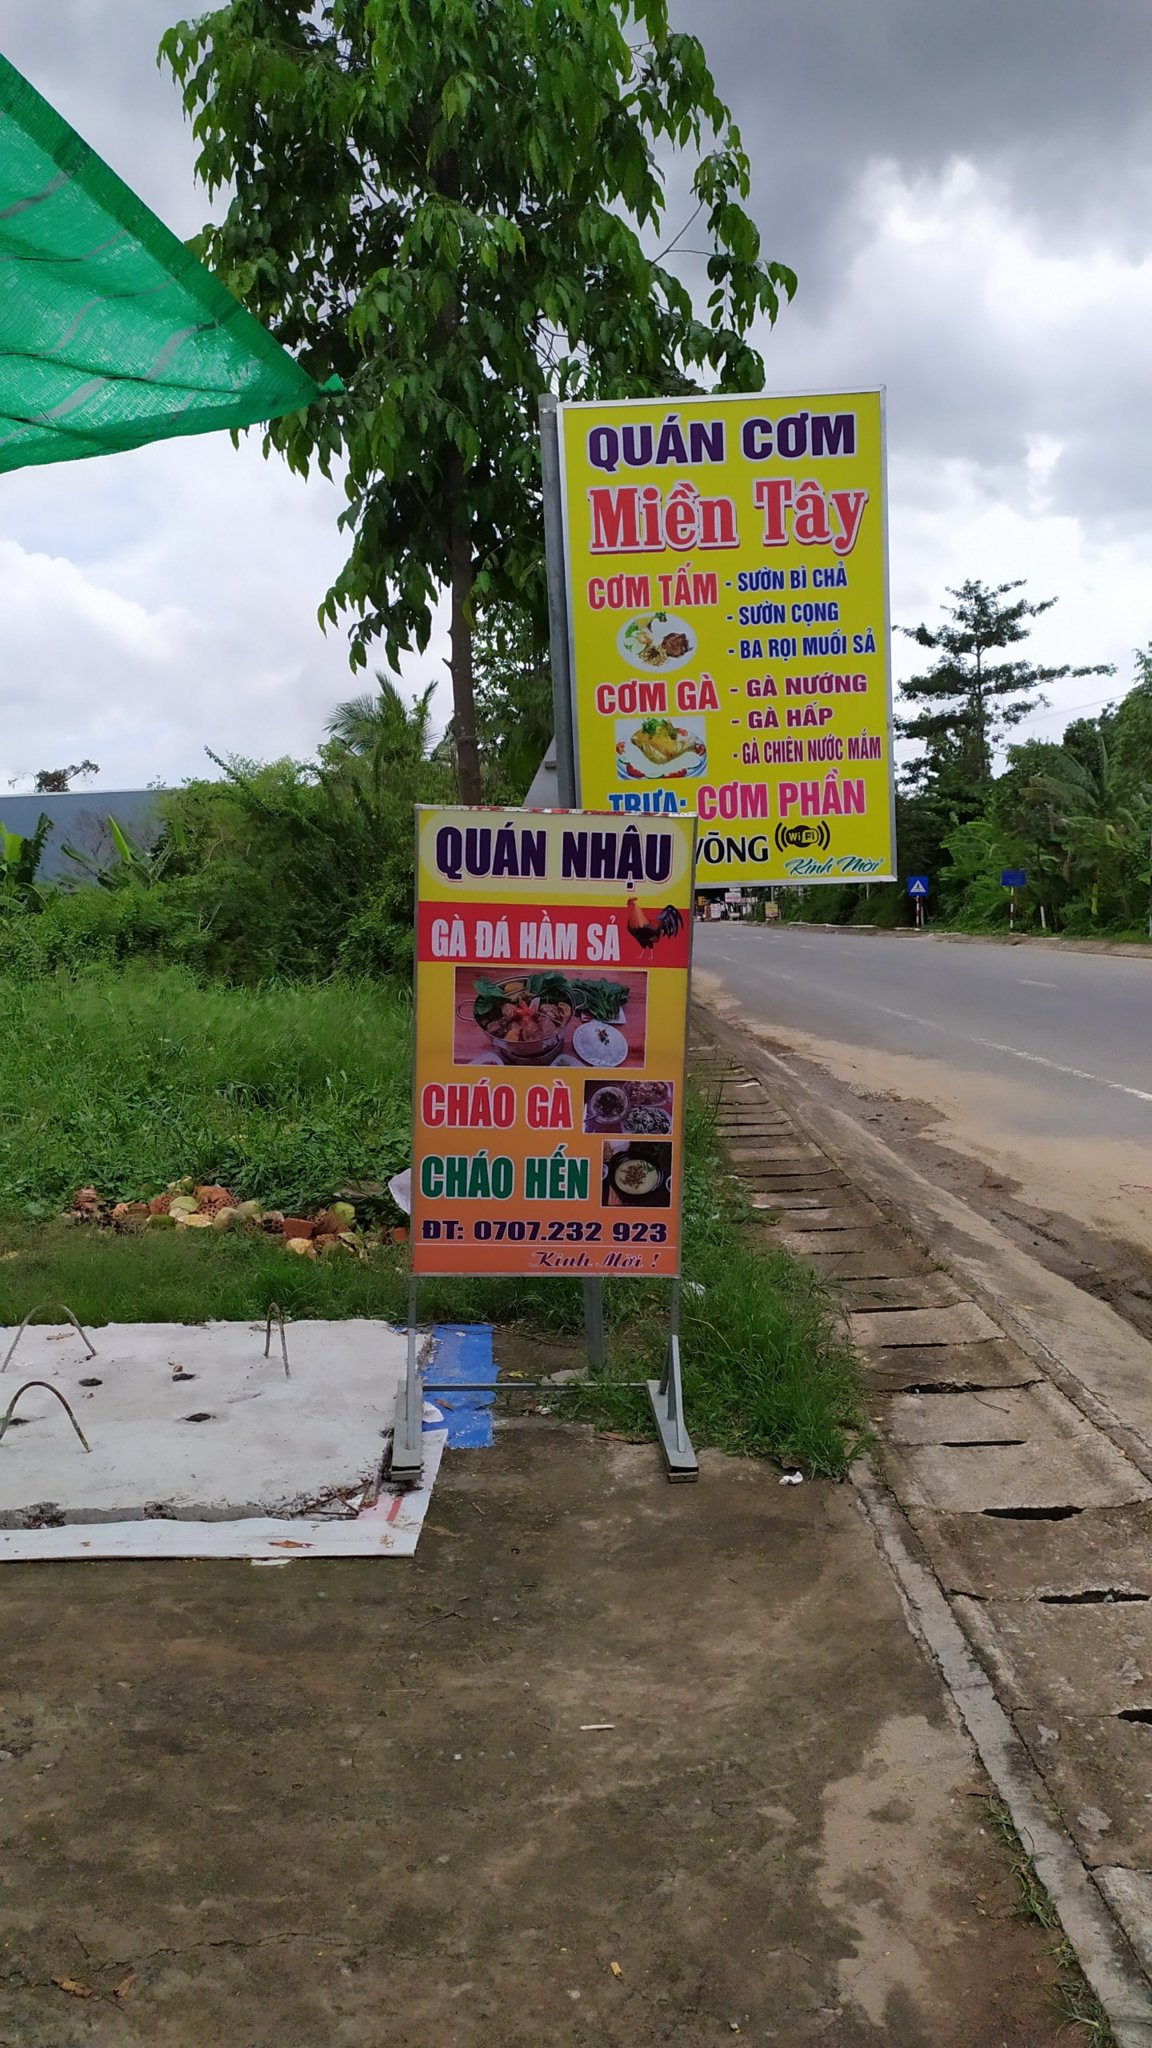 QUÁN CƠM
Miền Tây
CƠM TẤM
- SƯỜN BÌ CHẢ
- SƯỜN CỌNG
- BA RỌI MUỐI SẢ
CƠM GÀ
- GÀ NƯỚNG
- GÀ HẤP
- GÀ CHIÊN NƯỚC MẮM
TRƯA: CƠM PHẦN
VÕNG WiFi
Kính Mời
QUÁN NHẬU
GÀ ĐÁ HẦM SẢ
CHÁO GÀ
CHÁO HẾN
ĐT: 0707.232 923
Kính Mời !